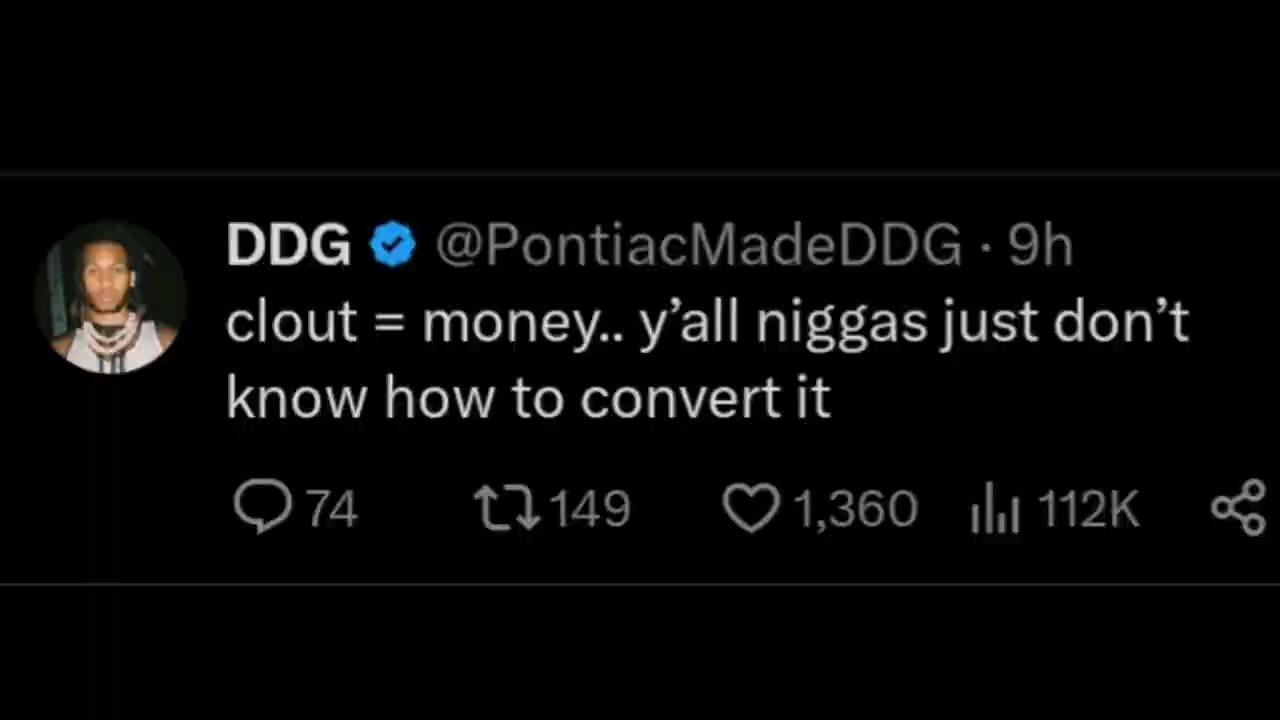 DDG @PontiacMadeDDG · 9h
clout = money.. y’all niggas just don’t
know how to convert it
74 149 1,360 112K